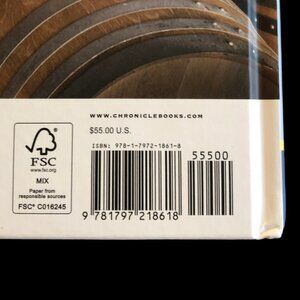 WWW.CHRONICLEBOOKS.COM
$55.00 U.S.
ISBN: 978-1-7972-1861-8
55500
9 781797 218618
FSC
www.fsc.org
MIX
Paper from
responsible sources
FSC® C016245